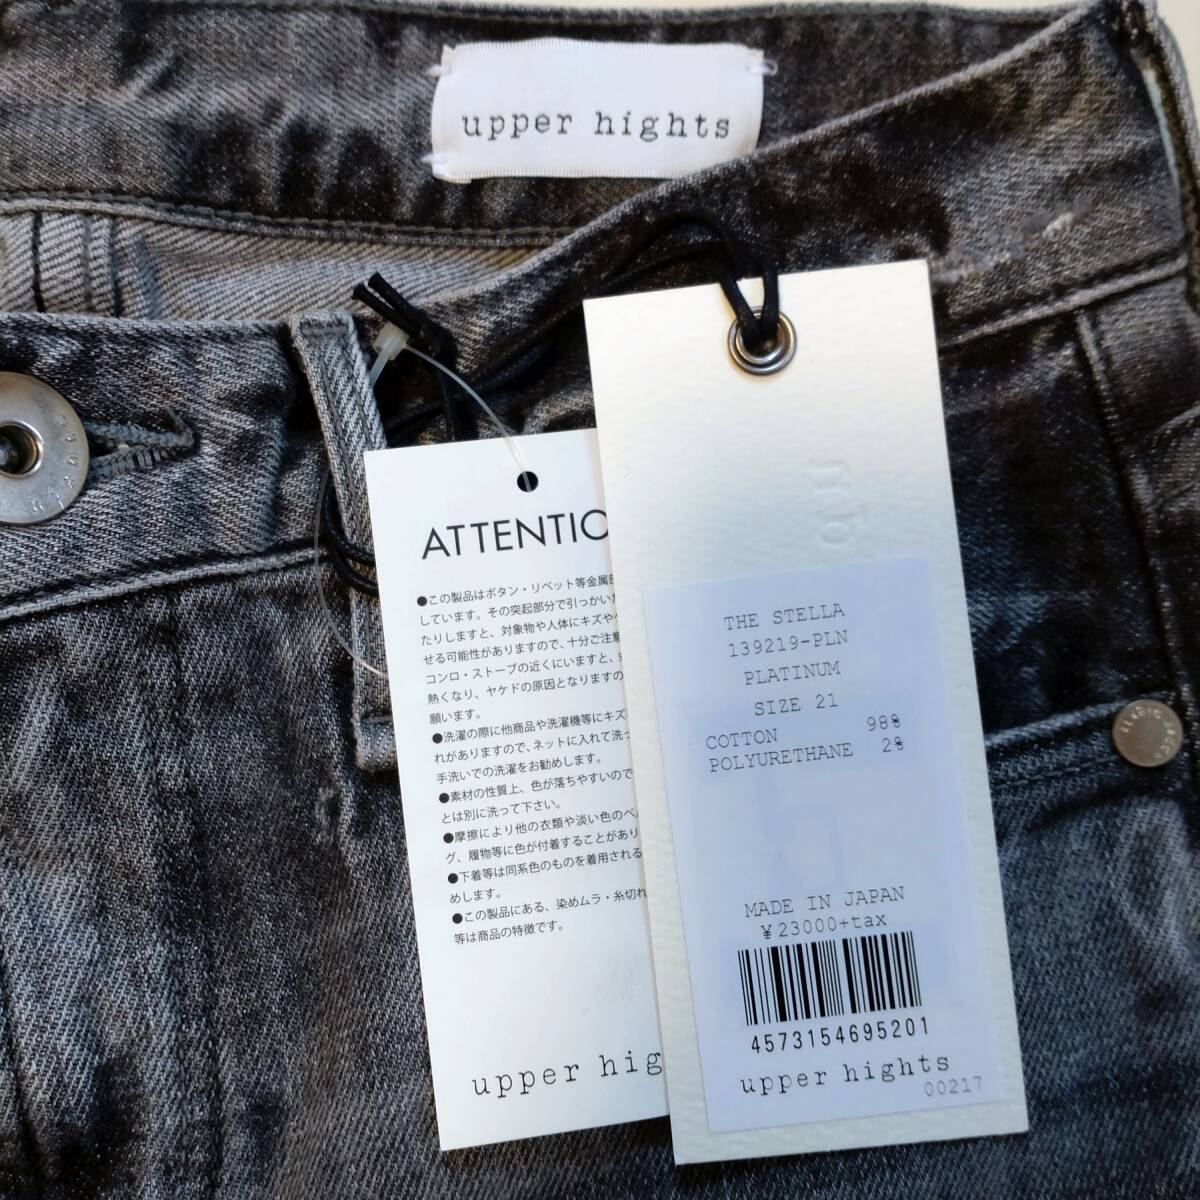 upper hights
ATTENTIO
●この製品はボタン・リベット等金属部
しています。その突起部分で引っかいた
たりしますと、対象物や人体にキズや
せる可能性がありますので、十分ご注意
コンロ・ストーブの近くにいますと、
熱くなり、ヤケドの原因となりますの
願います。
●洗濯の際に他商品や洗濯機等にキズ
れがありますので、ネットに入れて洗っ
手洗いでの洗濯をお勧めします。
●素材の性質上、色が落ちやすいので
とは別に洗って下さい。
●摩擦により他の衣類や淡い色のベ
グ、履物等に色が付着することがあり
●下着等は同系色のものを着用される
めします。
●この製品にある、染めムラ・糸切れ
等は商品の特徴です。
upper hig
THE STELLA
139219-PLN
PLATINUM
SIZE 21
COTTON 98%
POLYURETHANE 2%
MADE IN JAPAN
¥23000+tax
4573154695201
upper hights
00217